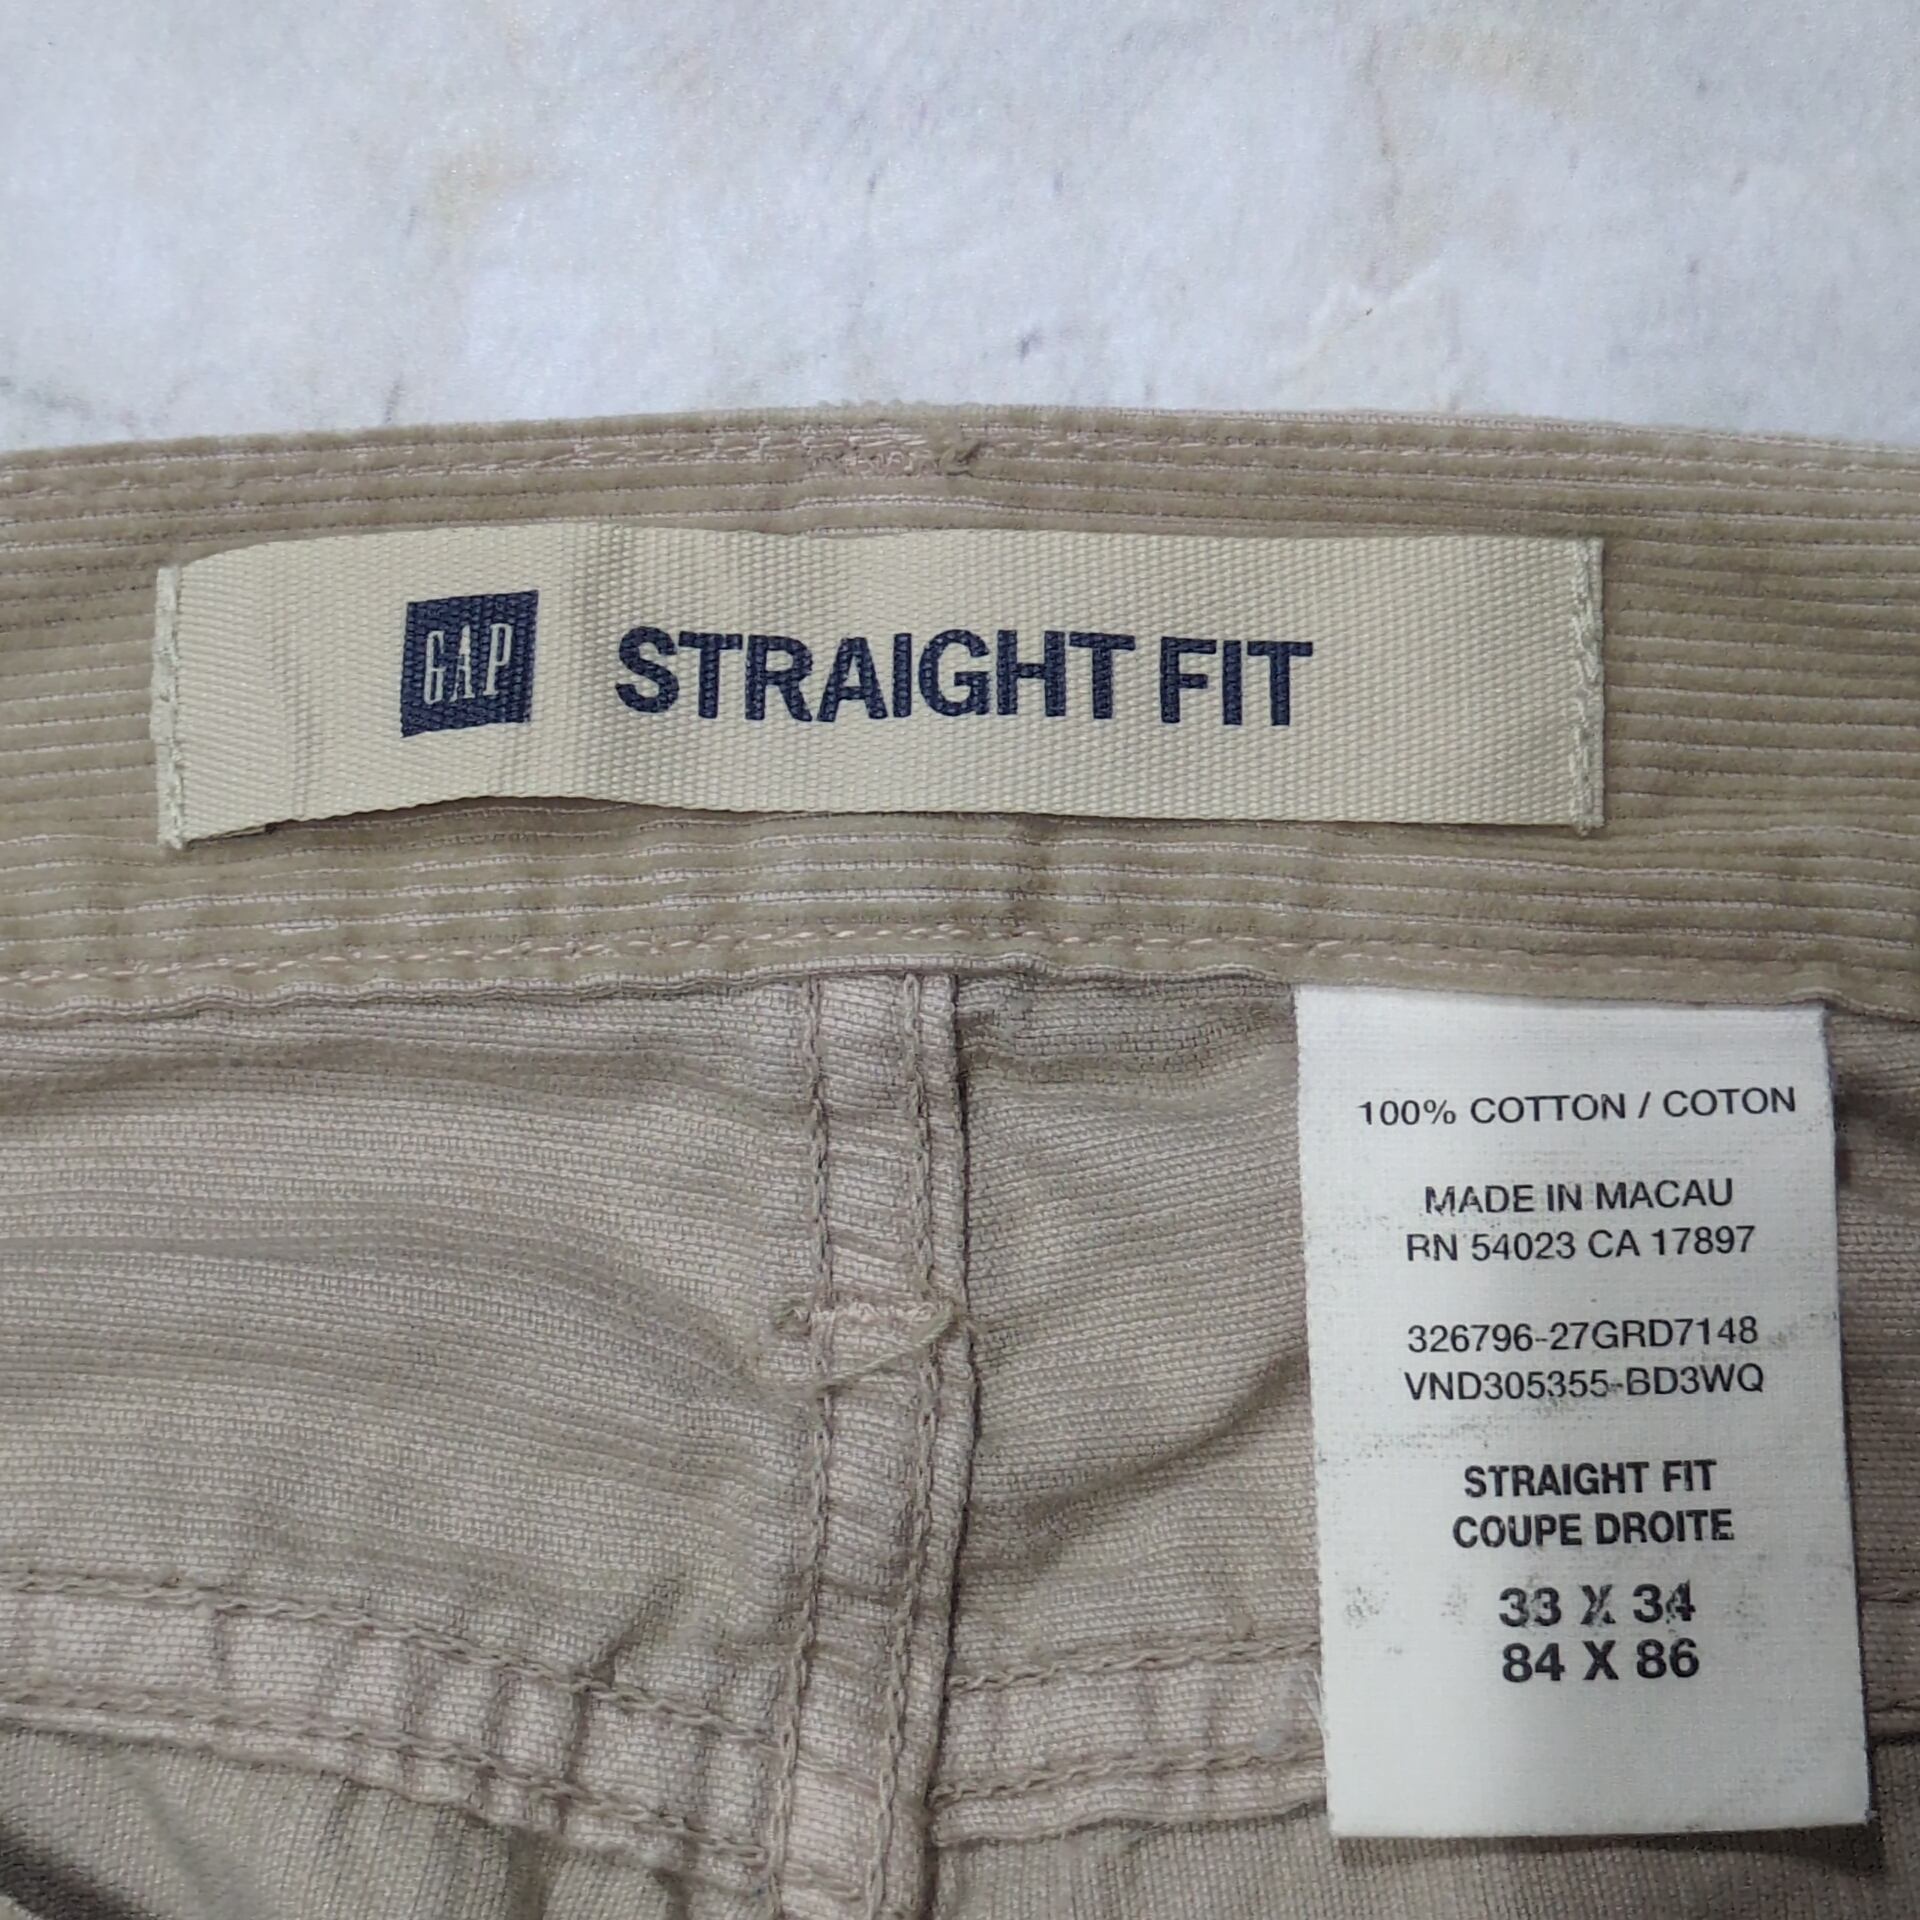 GAP STRAIGHT FIT
100% COTTON / COTON
MADE IN MACAU
RN 54023 CA 17897
326796-27GRD7148
VND305355-BD3WQ
STRAIGHT FIT
COUPE DROITE
33 X 34
84 X 86